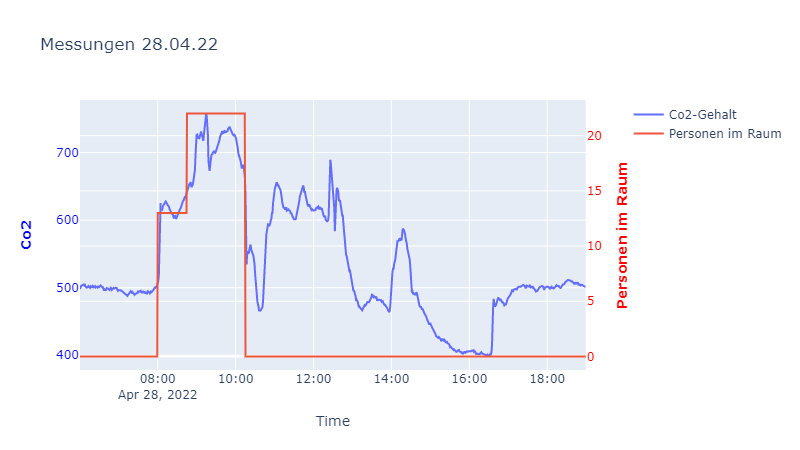 Messungen 28.04.22
Co2-Gehalt
Personen im Raum
700
600
500
400
Co2
20
15
10
5
0
Personen im Raum
08:00 10:00 12:00 14:00 16:00 18:00
Apr 28, 2022
Time